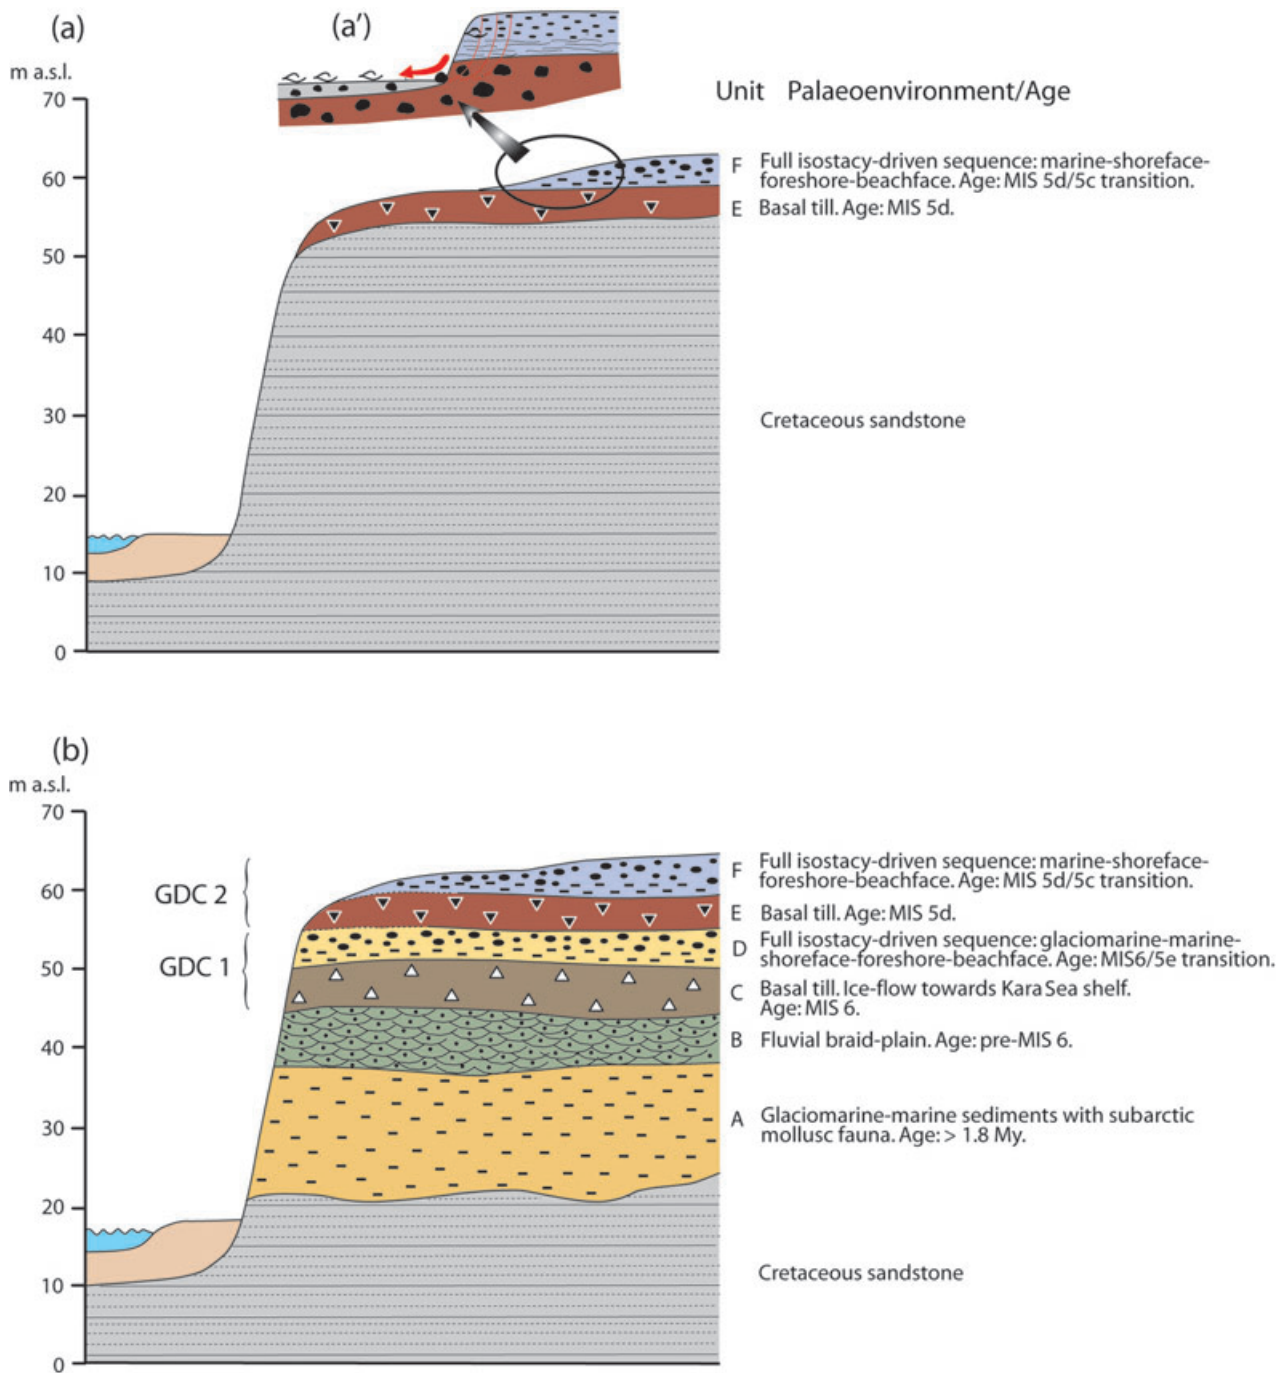 (a)
(a')
m a.s.l.
70
60
50
40
30
20
10
0
Unit Palaeoenvironment/Age
F Full isostacy-driven sequence: marine-shoreface-
foreshore-beachface. Age: MIS 5d/5c transition.
E Basal till. Age: MIS 5d.
Cretaceous sandstone
(b)
m a.s.l.
70
60
50
40
30
20
10
0
GDC 2
GDC 1
F Full isostacy-driven sequence: marine-shoreface-
foreshore-beachface. Age: MIS 5d/5c transition.
E Basal till. Age: MIS 5d.
D Full isostacy-driven sequence: glaciomarine-marine-
shoreface-foreshore-beachface. Age: MIS6/5e transition.
C Basal till. Ice-flow towards Kara Sea shelf.
Age: MIS 6.
B Fluvial braid-plain. Age: pre-MIS 6.
A Glaciomarine-marine sediments with subarctic
mollusc fauna. Age: > 1.8 My.
Cretaceous sandstone